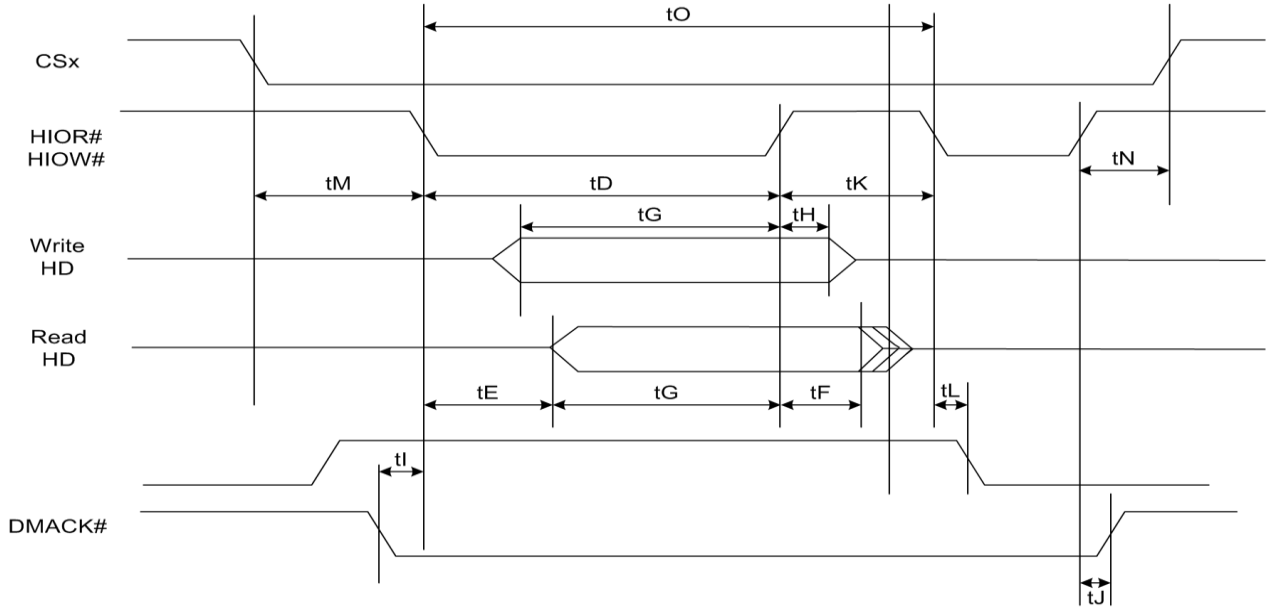 tO
CSx
HIOR#
HIOW#
tN
tM
tD
tK
tG
tH
Write
HD
Read
HD
tE
tG
tF
tL
tI
DMACK#
tJ